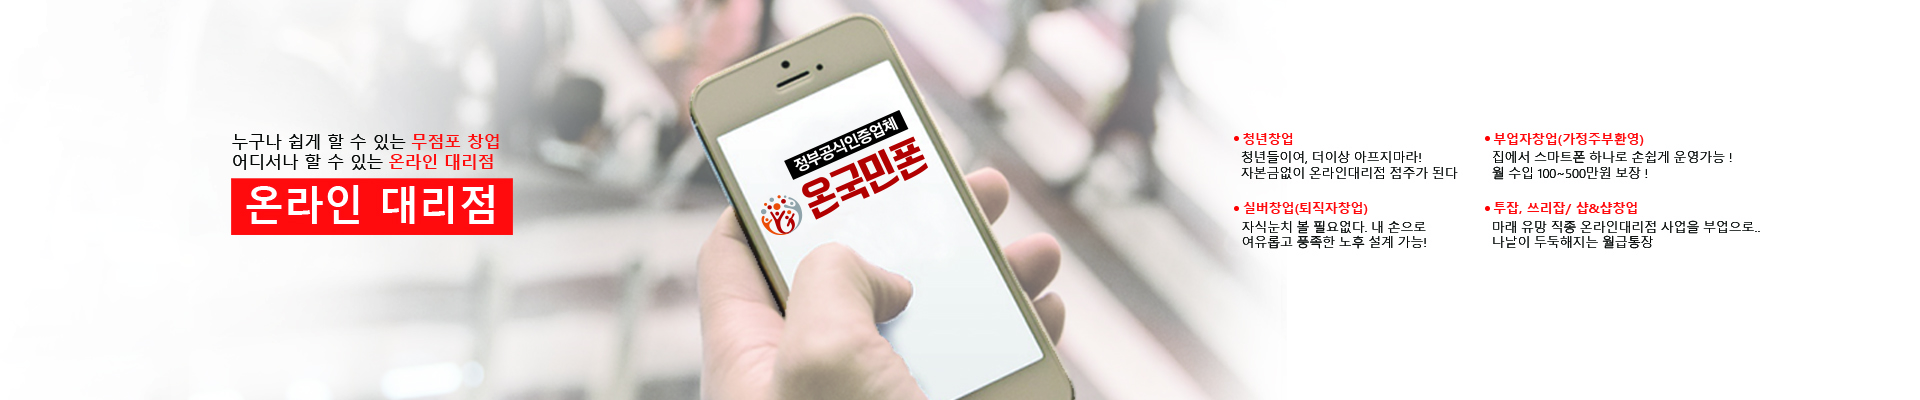 누구나 쉽게 할 수 있는 무점포 창업
어디서나 할 수 있는 온라인 대리점
온라인 대리점
정부공식인증업체
온국민폰
• 청년창업
청년들이여, 더이상 아프지마라!
자본금없이 온라인대리점 점주가 된다
• 실버창업(퇴직자창업)
자식눈치 볼 필요없다. 내 손으로
여유롭고 풍족한 노후 설계 가능!
• 부업자창업(가정주부환영)
집에서 스마트폰 하나로 손쉽게 운영가능 !
월 수입 100~500만원 보장 !
• 투잡, 쓰리잡/ 샵&샵창업
마래 유망 직종 온라인대리점 사업을 부업으로..
나날이 두둑해지는 월급통장